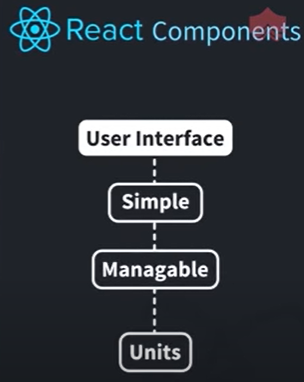 React Components
User Interface
Simple
Managable
Units